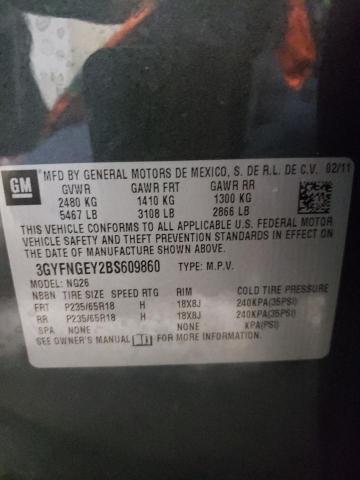 GM
MFD BY GENERAL MOTORS DE MEXICO, S. DE R.L. DE C.V. 02/11
GVWR GAWR FRT GAWR RR
2480 KG 1410 KG 1300 KG
5467 LB 3108 LB 2866 LB
THIS VEHICLE CONFORMS TO ALL APPLICABLE U.S. FEDERAL MOTOR
VEHICLE SAFETY, BUMPER, AND THEFT PREVENTION STANDARDS IN EFFECT ON
THE DATE OF MANUFACTURE SHOWN ABOVE.
3GYFNGEY2BS609860 TYPE: M.P.V.
MODEL: NG26
NBBN TIRE SIZE SPEED RTG RIM COLD TIRE PRESSURE
FRT P235/65R18 H 18X8J 240KPA(35PSI)
RR P235/65R18 H 18X8J 240KPA(35PSI)
SPA NONE NONE KPA(PSI)
SEE OWNER'S MANUAL FOR ADDITIONAL INFORMATION.